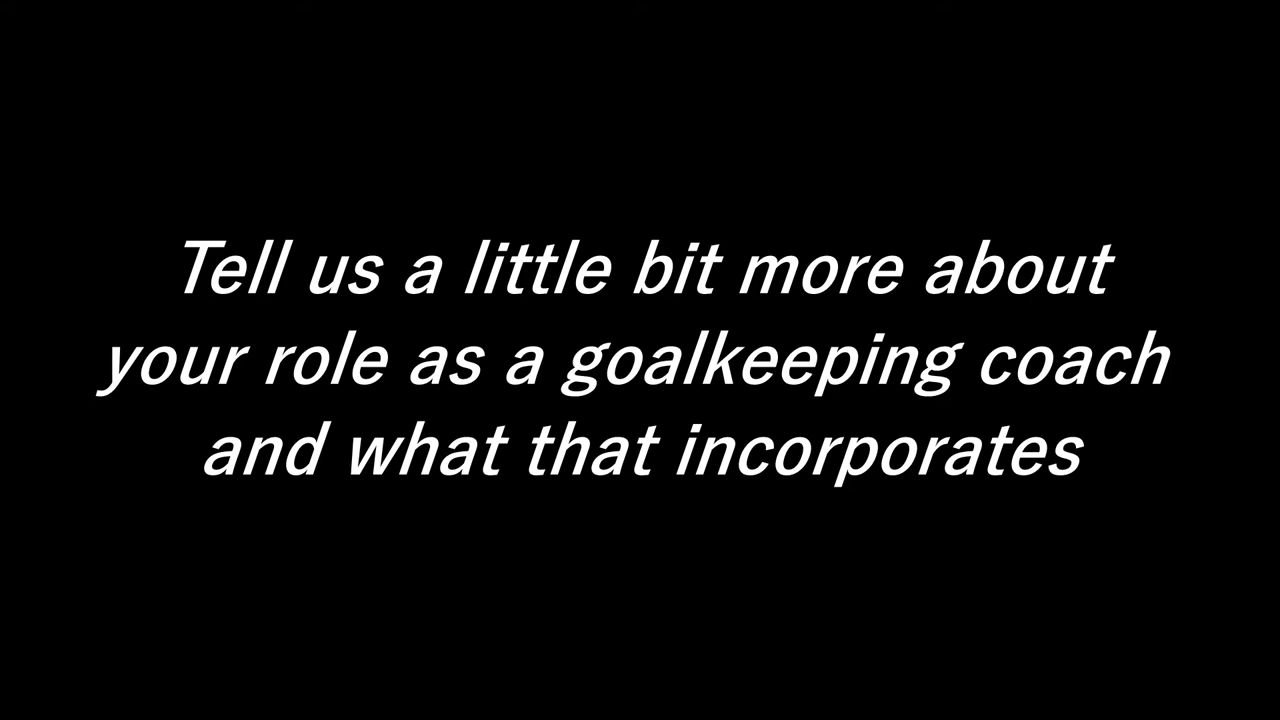 Tell us a little bit more about
your role as a goalkeeping coach
and what that incorporates